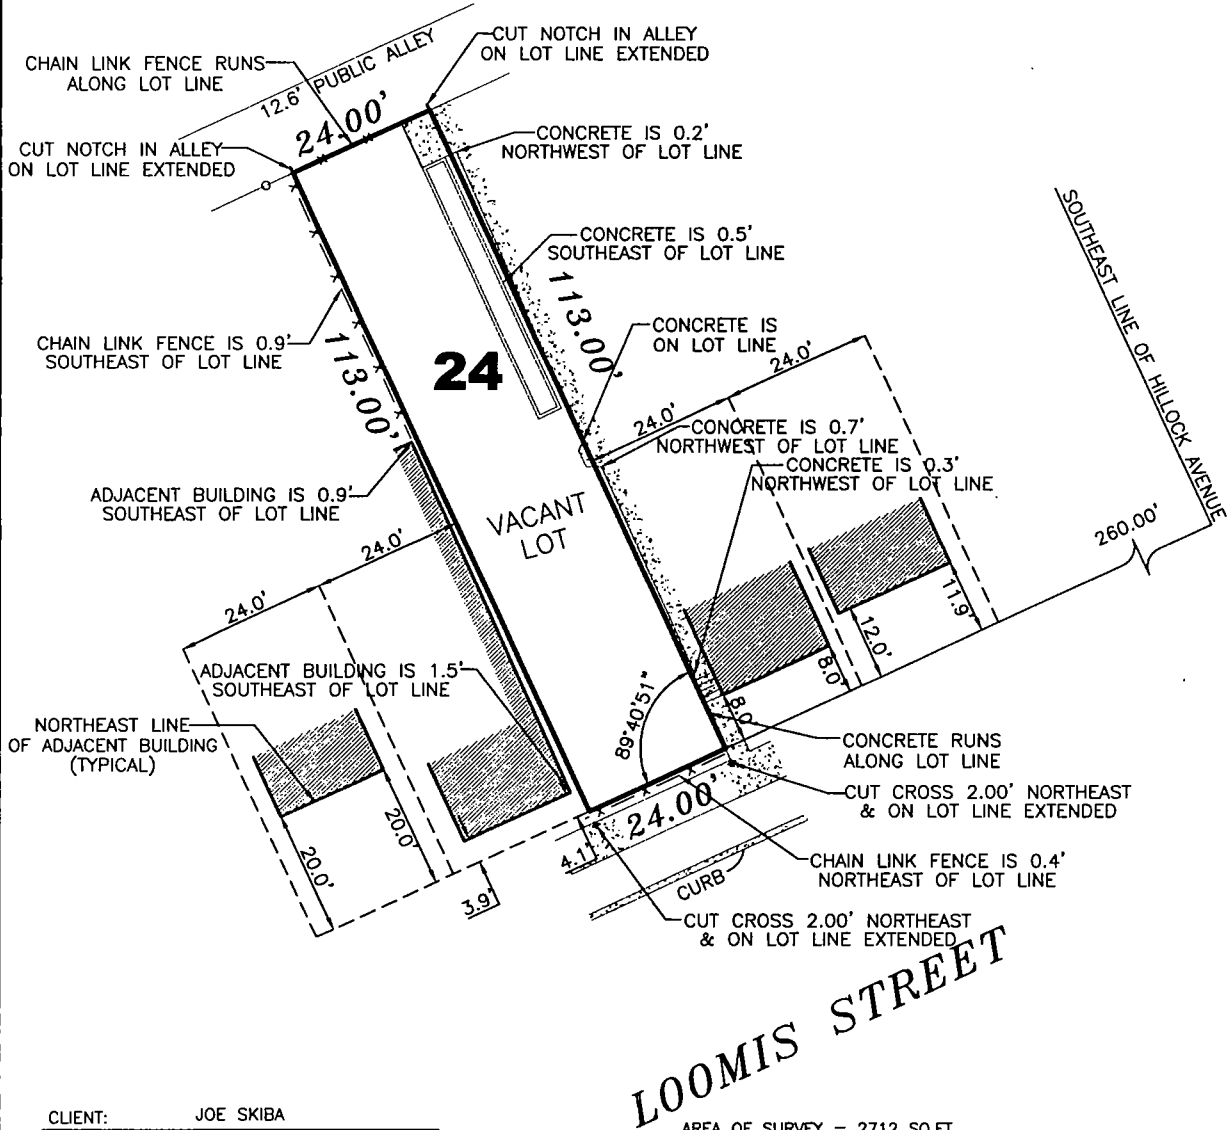 CUT NOTCH IN ALLEY
ON LOT LINE EXTENDED
CHAIN LINK FENCE RUNS
ALONG LOT LINE
12.6' PUBLIC ALLEY
24.00'
CUT NOTCH IN ALLEY
ON LOT LINE EXTENDED
CONCRETE IS 0.2'
NORTHWEST OF LOT LINE
CONCRETE IS 0.5'
SOUTHEAST OF LOT LINE
SOUTHEAST LINE OF HILLOCK AVENUE
113.00'
CONCRETE IS
ON LOT LINE
CHAIN LINK FENCE IS 0.9'
SOUTHEAST OF LOT LINE
113.00'
24
24.0'
24.0'
CONCRETE IS 0.7'
NORTHWEST OF LOT LINE
CONCRETE IS 0.3'
NORTHWEST OF LOT LINE
ADJACENT BUILDING IS 0.9'
SOUTHEAST OF LOT LINE
VACANT
LOT
260.00'
24.0'
24.0'
11.9'
12.0'
8.0'
8.0'
ADJACENT BUILDING IS 1.5'
SOUTHEAST OF LOT LINE
89°40'51"
NORTHEAST LINE
OF ADJACENT BUILDING
(TYPICAL)
CONCRETE RUNS
ALONG LOT LINE
CUT CROSS 2.00' NORTHEAST
& ON LOT LINE EXTENDED
24.00'
20.0'
20.0'
4.1'
3.9'
CHAIN LINK FENCE IS 0.4'
NORTHEAST OF LOT LINE
CURB
CUT CROSS 2.00' NORTHEAST
& ON LOT LINE EXTENDED
LOOMIS STREET
CLIENT: JOE SKIBA
AREA OF SURVEY = 2712 SQ.FT.